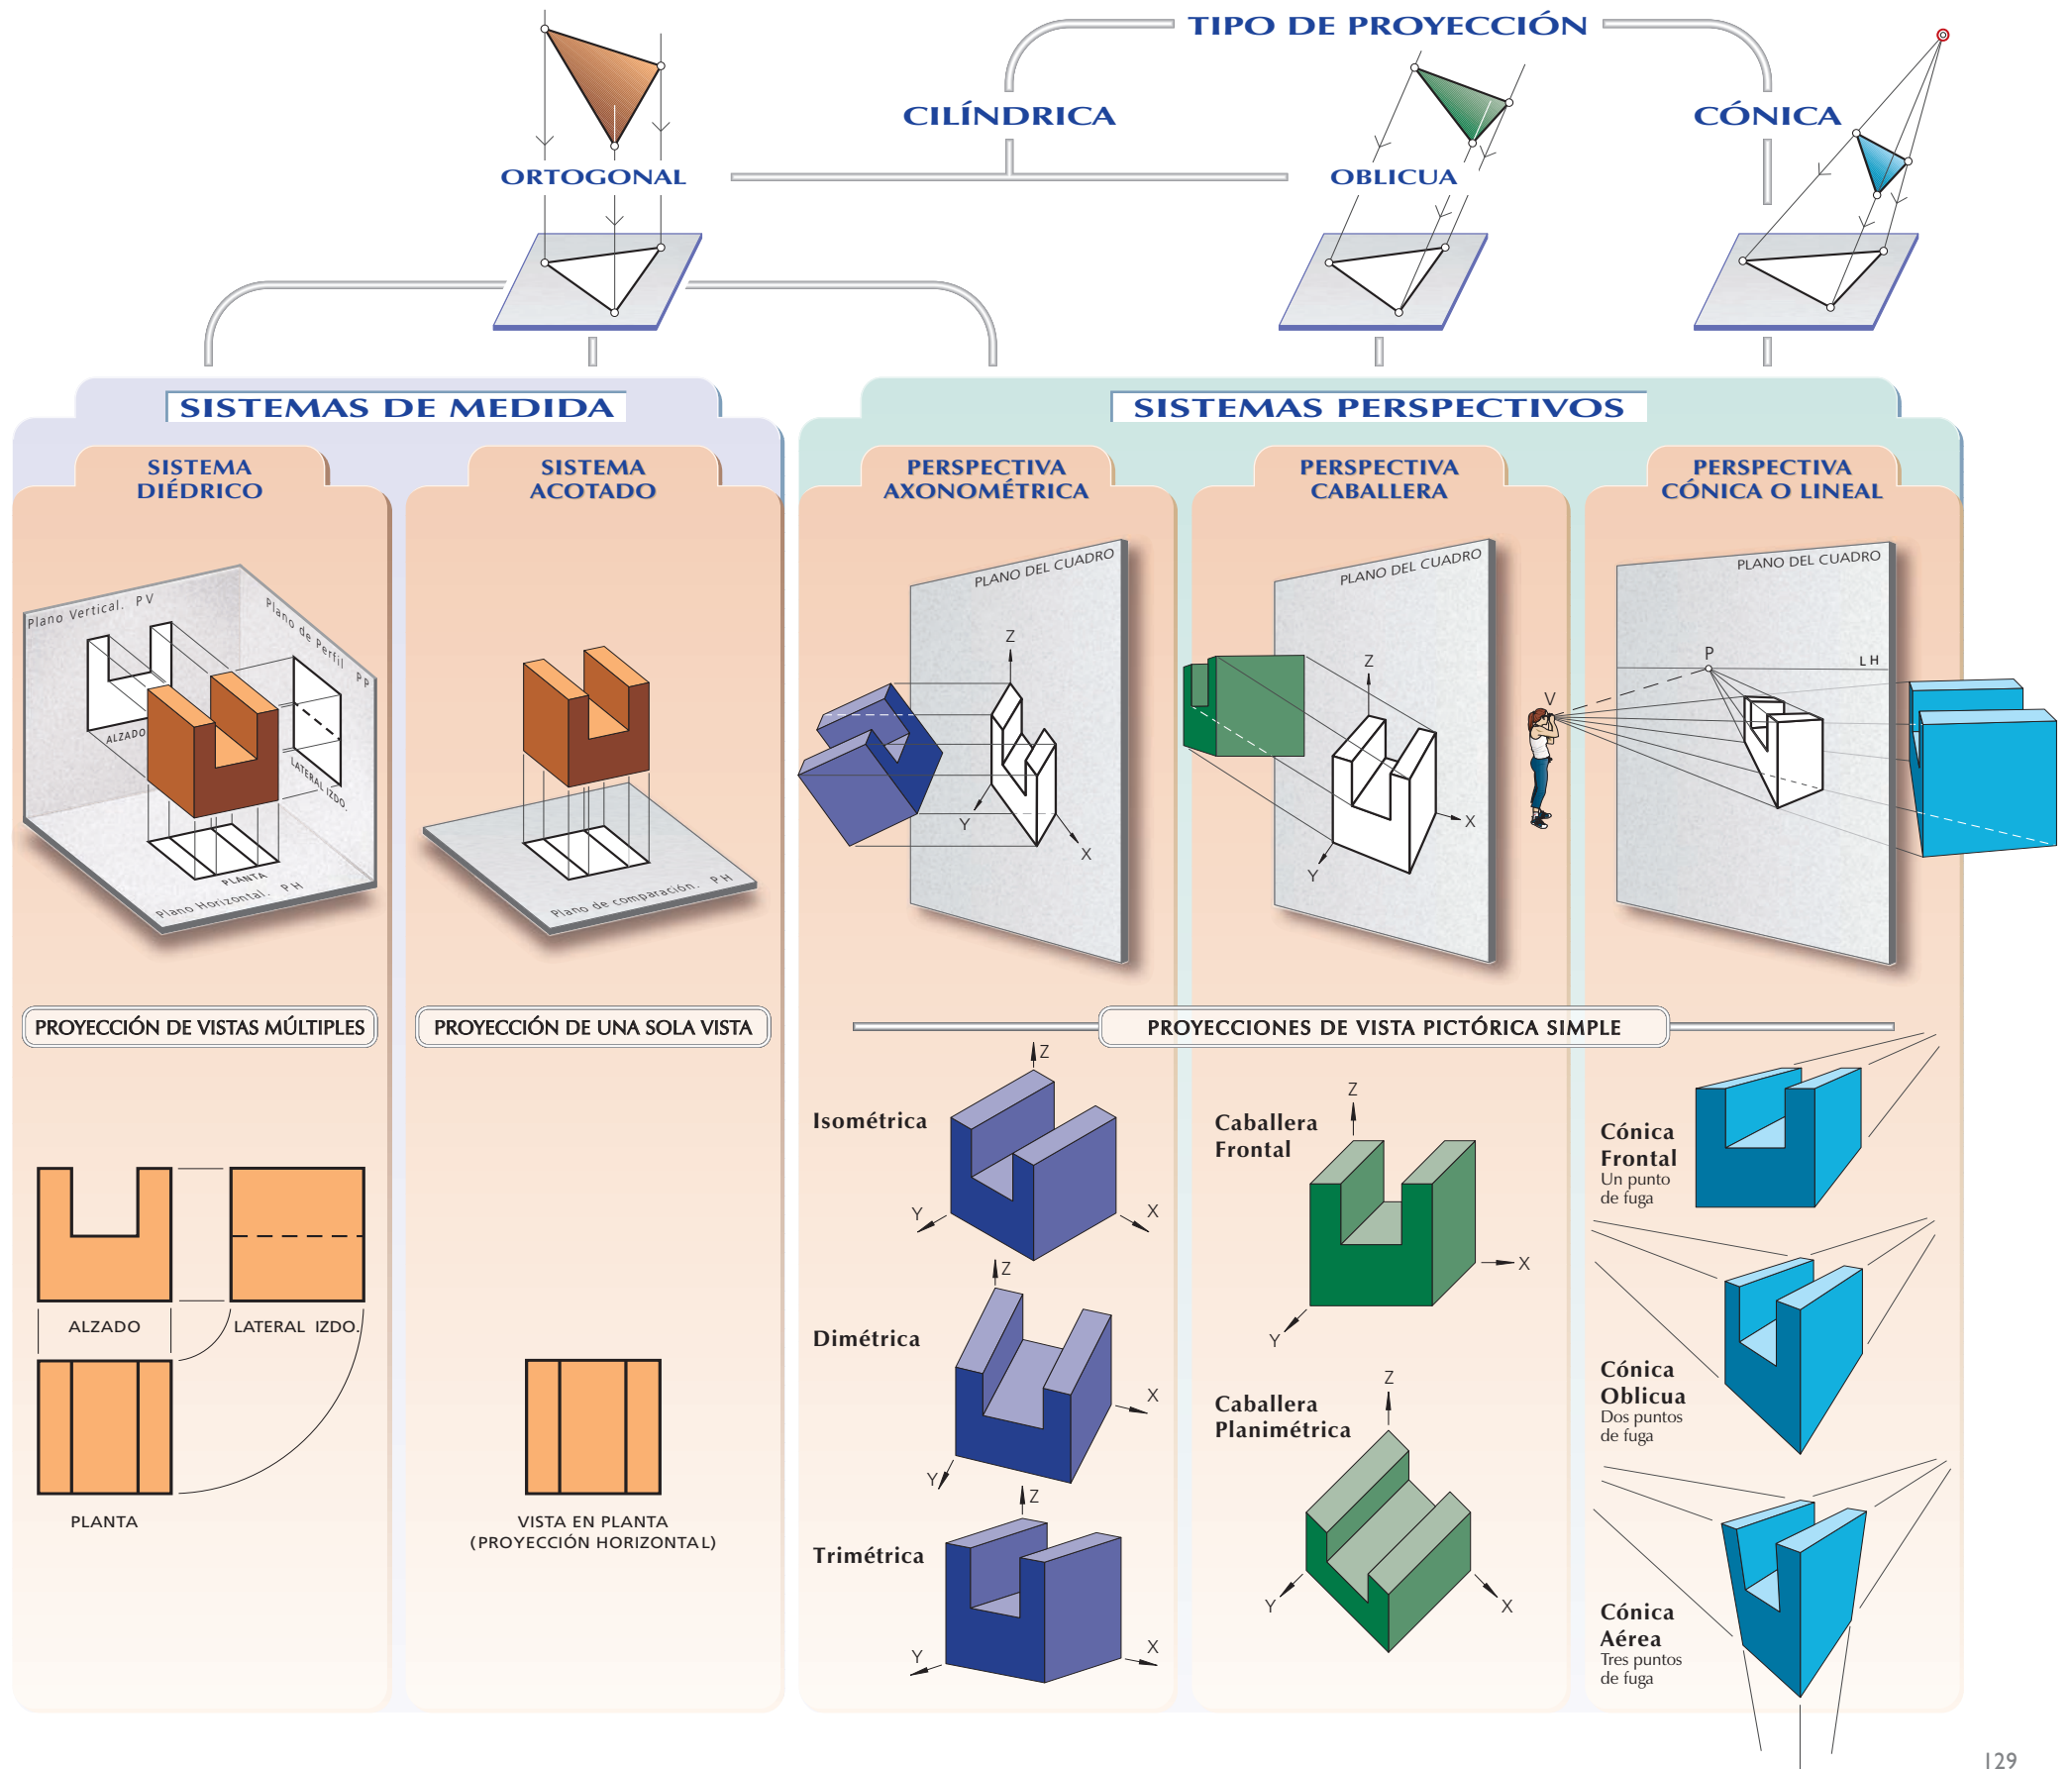 TIPO DE PROYECCIÓN
CILÍNDRICA
CÓNICA
ORTOGONAL
OBLICUA
SISTEMAS DE MEDIDA
SISTEMAS PERSPECTIVOS
SISTEMA
DIÉDRICO
SISTEMA
ACOTADO
PERSPECTIVA
AXONOMÉTRICA
PERSPECTIVA
CABALLERA
PERSPECTIVA
CÓNICA O LINEAL
Plano Vertical. PV
Plano de Perfil PP
ALZADO
LATERAL IZDO.
PLANTA
Plano Horizontal. PH
Plano de comparación. PH
PLANO DEL CUADRO
Z
Y
X
PLANO DEL CUADRO
Z
X
Y
PLANO DEL CUADRO
P
LH
V
PROYECCIÓN DE VISTAS MÚLTIPLES
PROYECCIÓN DE UNA SOLA VISTA
PROYECCIONES DE VISTA PICTÓRICA SIMPLE
ALZADO
LATERAL IZDO.
PLANTA
VISTA EN PLANTA
(PROYECCIÓN HORIZONTAL)
Isométrica
Z
Y
X
Dimétrica
Z
X
Y
Trimétrica
Z
Y
X
Caballera
Frontal
Z
X
Y
Caballera
Planimétrica
Z
Y
X
Cónica
Frontal
Un punto
de fuga
Cónica
Oblicua
Dos puntos
de fuga
Cónica
Aérea
Tres puntos
de fuga
129